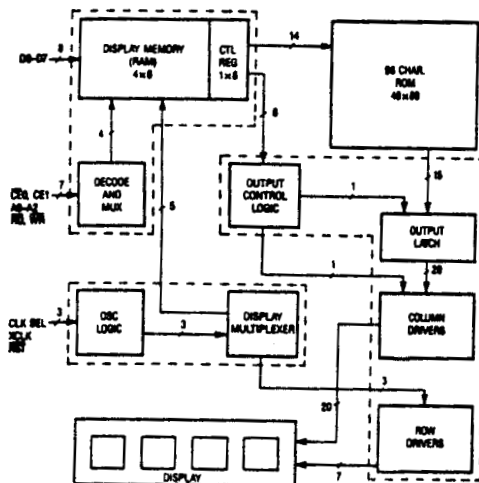 D0-D7
8
DISPLAY MEMORY
(RAM)
4×8
CTL
REG
1×8
14
96 CHAR.
ROM
4
8
CE0, CE1
A0-A2
RD, WR
7
DECODE
AND
MUX
5
OUTPUT
CONTROL
LOGIC
1
15
OUTPUT
LATCH
1
20
CLK SEL
XCLK
RST
3
OSC
LOGIC
3
DISPLAY
MULTIPLEXER
COLUMN
DRIVERS
20
3
ROW
DRIVERS
7
DISPLAY